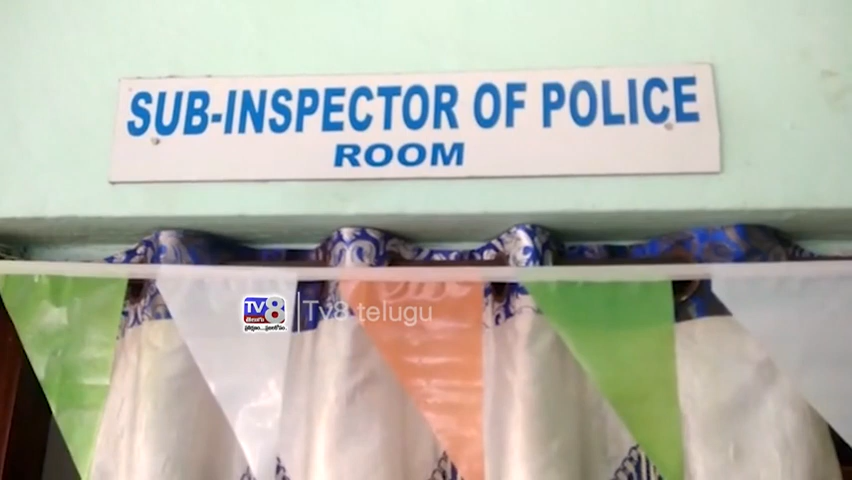 SUB-INSPECTOR OF POLICE
ROOM
TV8
తెలుగు
Tv8 telugu